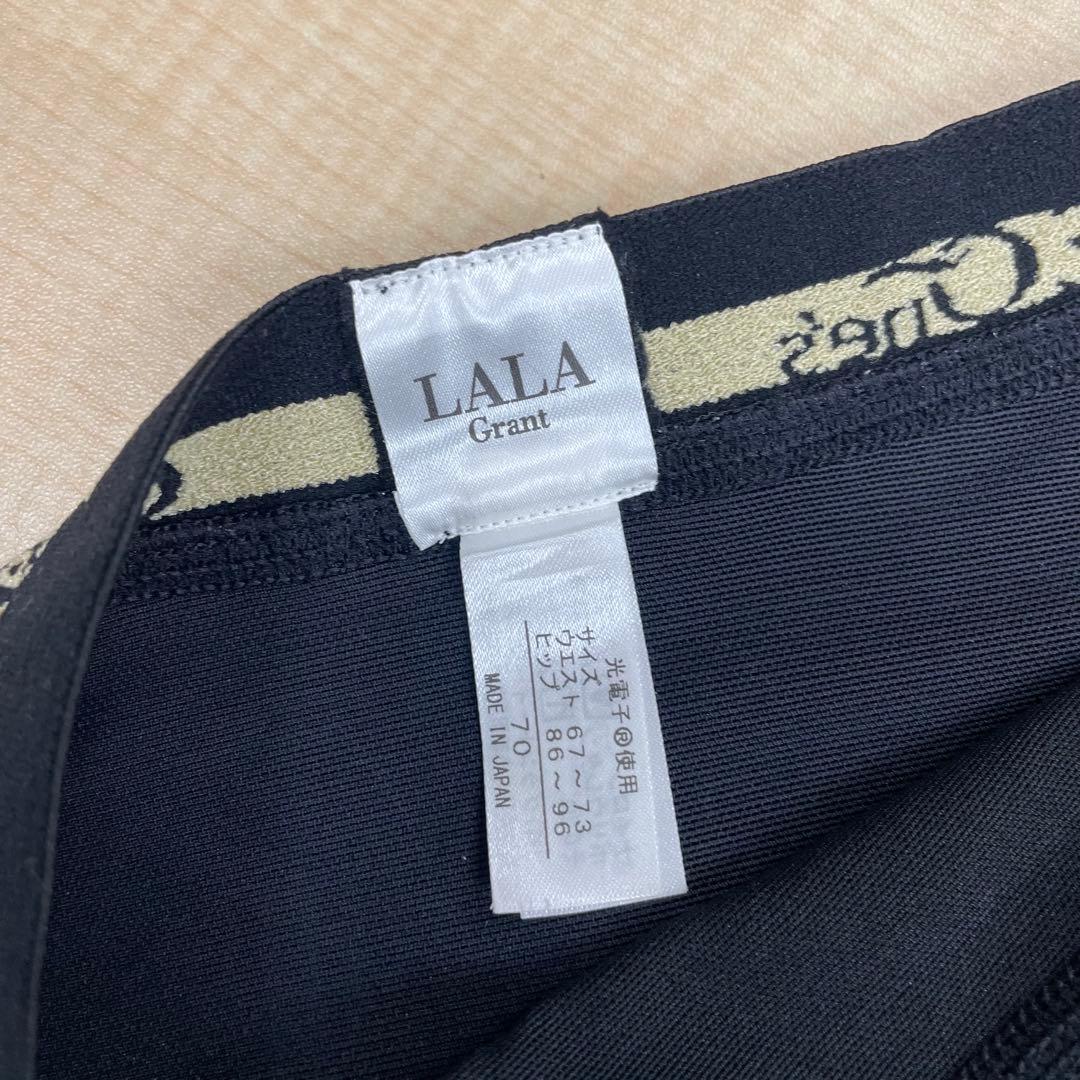 LALA
Grant
光電子®使用
サイズ
ウエスト 67～73
ヒップ 86～96
70
MADE IN JAPAN